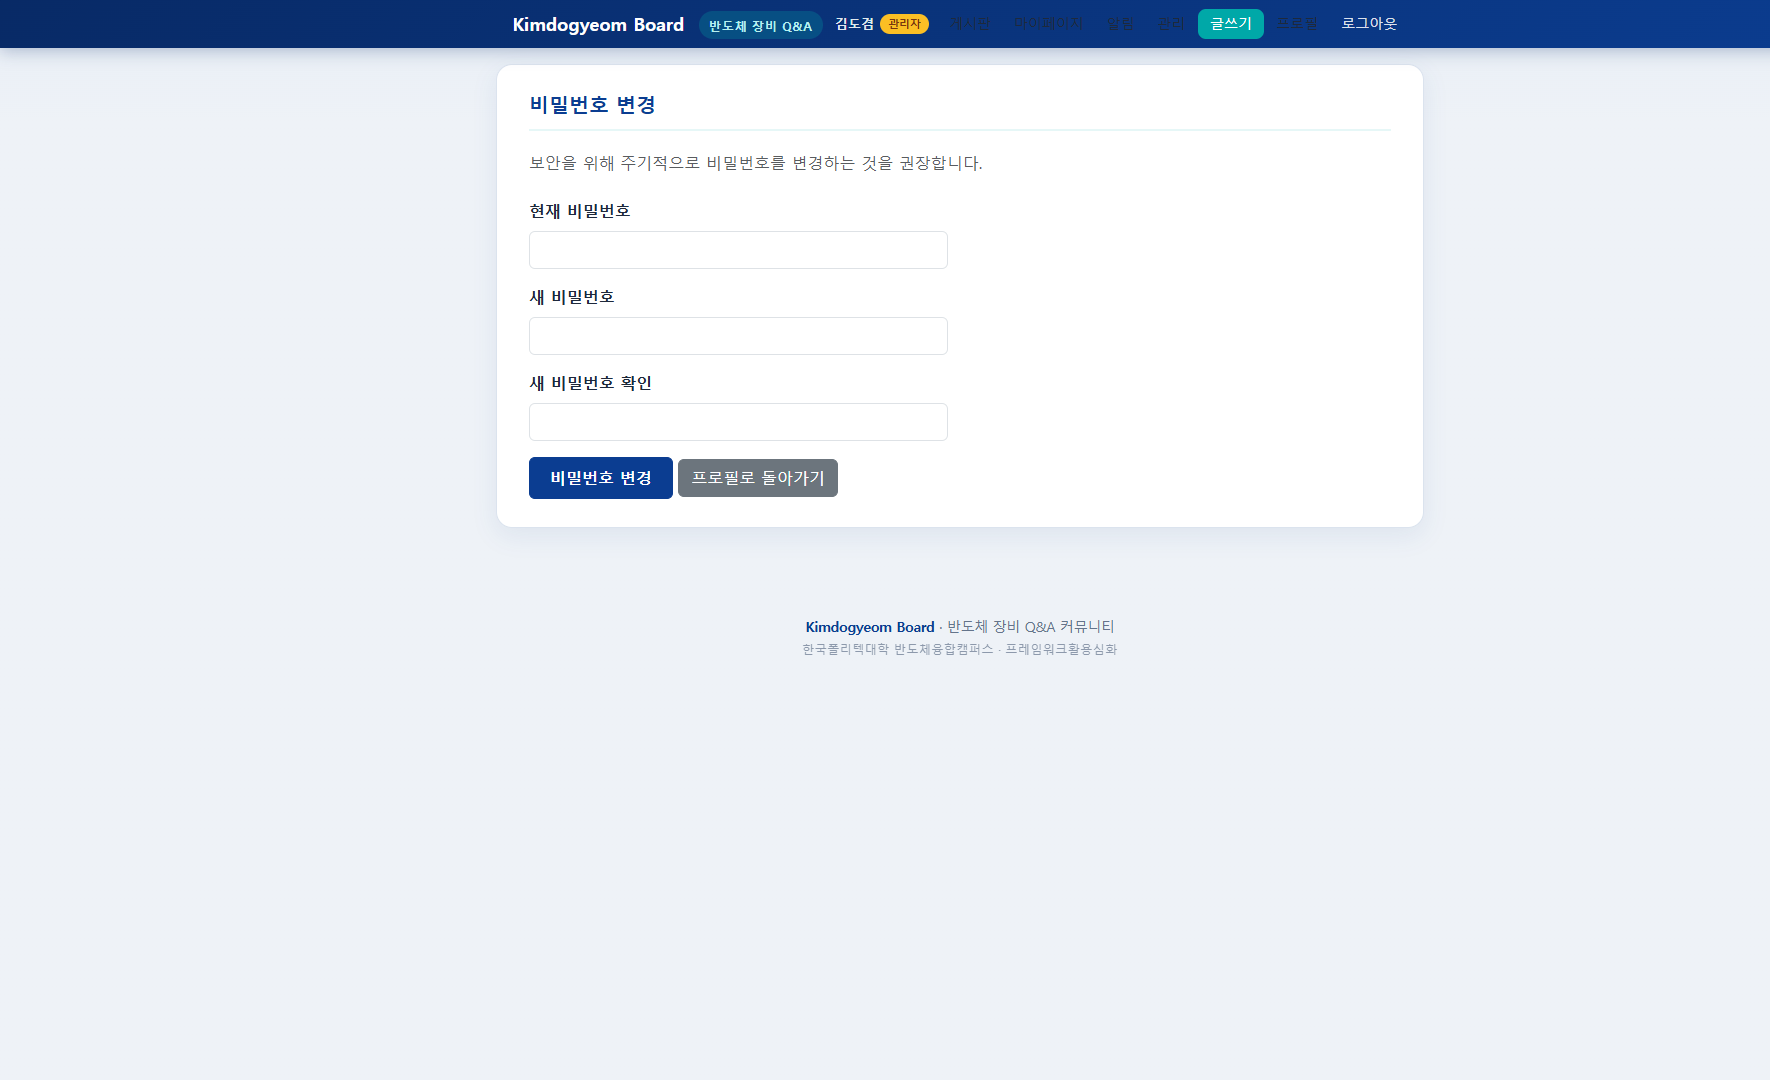 Kimdogyeom Board 반도체 장비 Q&A 김도겸 관리자 게시판 마이페이지 알림 관리 글쓰기 프로필 로그아웃
비밀번호 변경
보안을 위해 주기적으로 비밀번호를 변경하는 것을 권장합니다.
현재 비밀번호
새 비밀번호
새 비밀번호 확인
비밀번호 변경 프로필로 돌아가기
Kimdogyeom Board · 반도체 장비 Q&A 커뮤니티
한국폴리텍대학 반도체융합캠퍼스 · 프레임워크활용심화